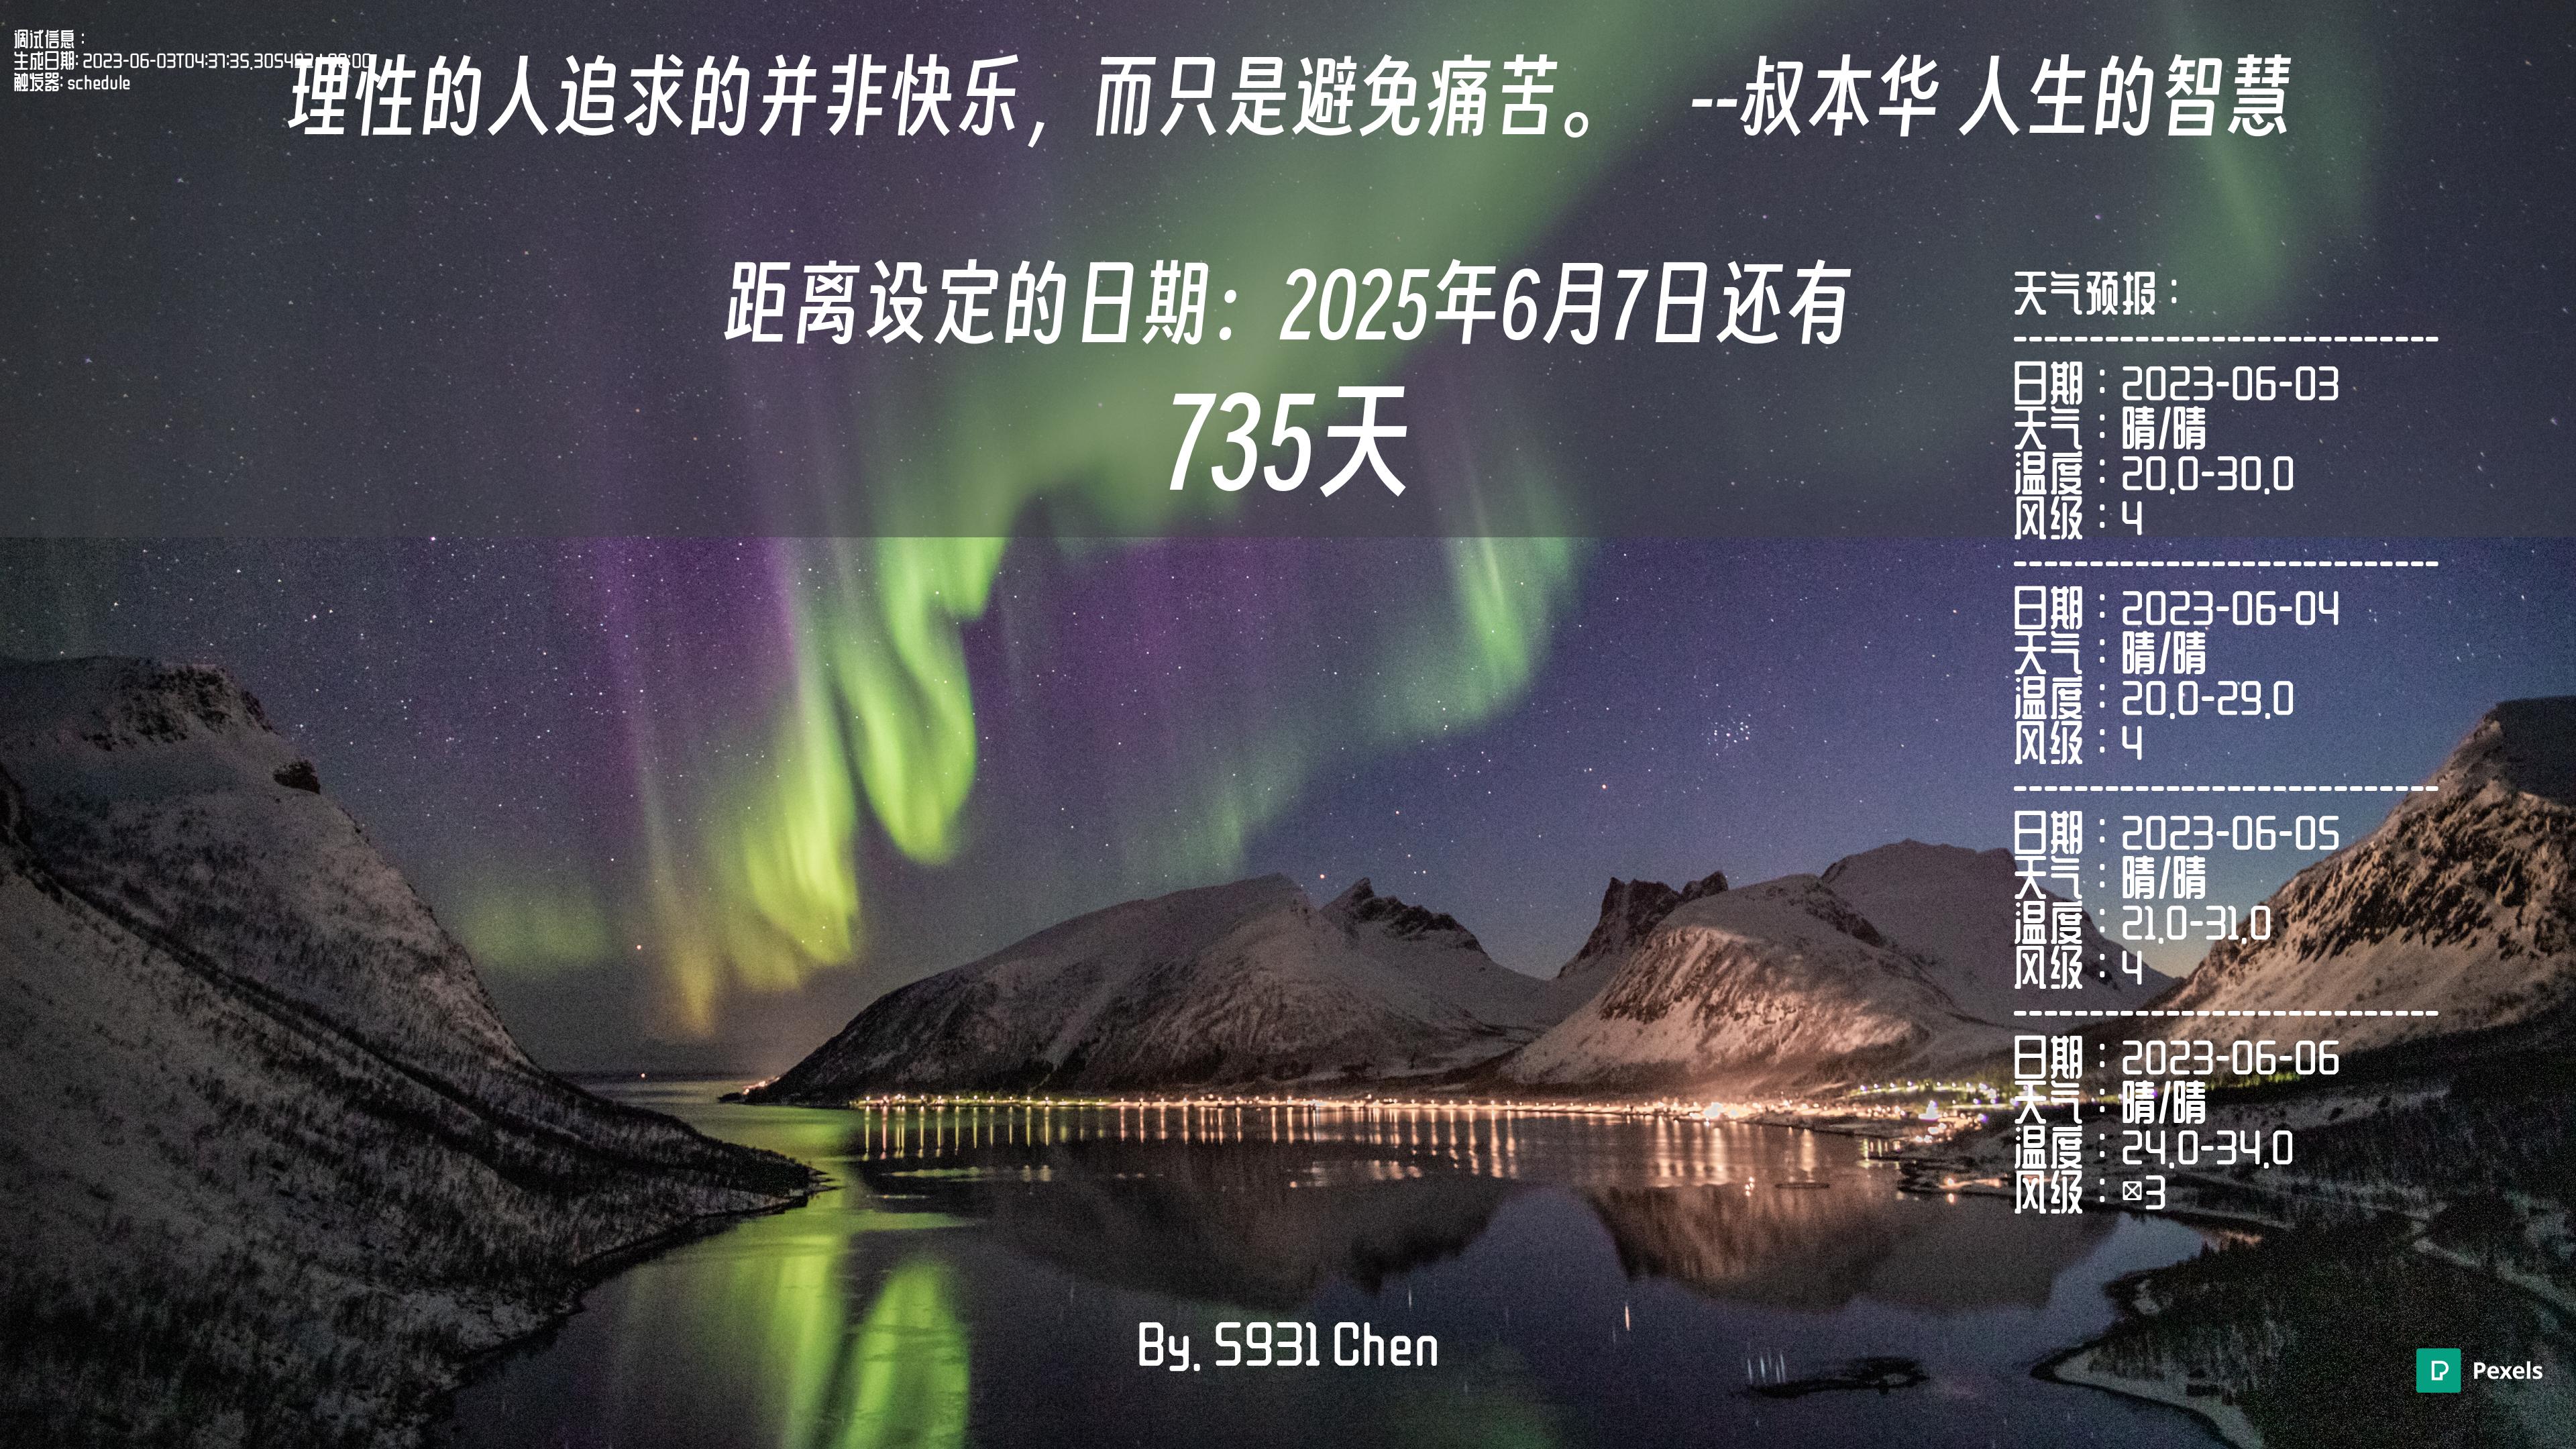 调试信息：
生成日期: 2023-06-03T04:37:35.305
触发器: schedule
理性的人追求的并非快乐，而只是避免痛苦。 --叔本华 人生的智慧
距离设定的日期：2025年6月7日还有
735天
天气预报：
----------------------------
日期：2023-06-03
天气：晴/晴
温度：20.0-30.0
风级：4
----------------------------
日期：2023-06-04
天气：晴/晴
温度：20.0-29.0
风级：4
----------------------------
日期：2023-06-05
天气：晴/晴
温度：21.0-31.0
风级：4
----------------------------
日期：2023-06-06
天气：晴/晴
温度：24.0-34.0
风级：☒3
By. S931 Chen
Pexels